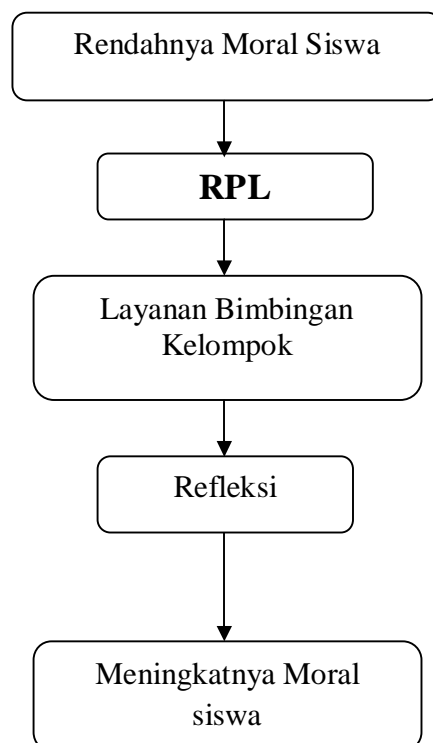 Rendahnya Moral Siswa
RPL
Layanan Bimbingan
Kelompok
Refleksi
Meningkatnya Moral
siswa